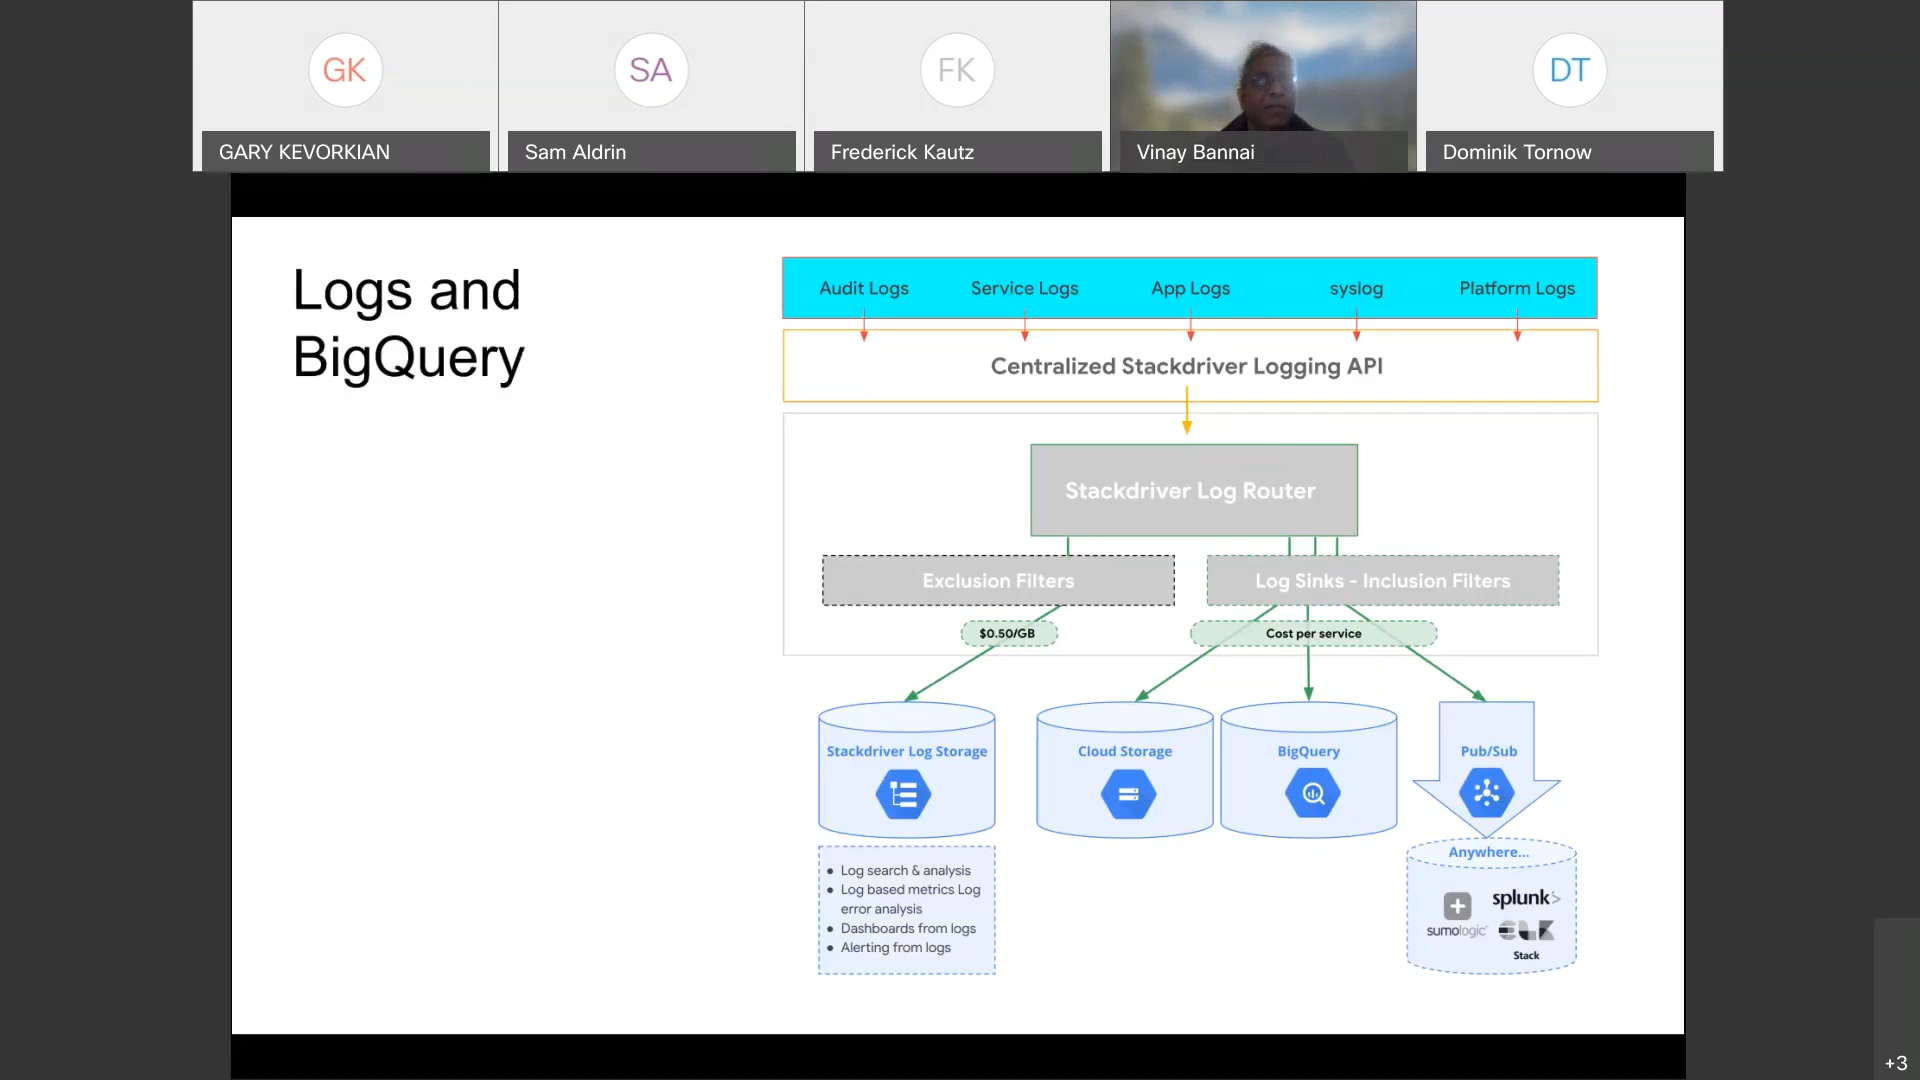 GK
SA
FK
DT
GARY KEVORKIAN
Sam Aldrin
Frederick Kautz
Vinay Bannai
Dominik Tornow
Logs and
BigQuery
Audit Logs
Service Logs
App Logs
syslog
Platform Logs
Centralized Stackdriver Logging API
Stackdriver Log Router
Exclusion Filters
Log Sinks - Inclusion Filters
$0.50/GB
Cost per service
Stackdriver Log Storage
Cloud Storage
BigQuery
Pub/Sub
• Log search & analysis
• Log based metrics Log
error analysis
• Dashboards from logs
• Alerting from logs
Anywhere...
splunk>
sumologic
ELK
Stack
+3